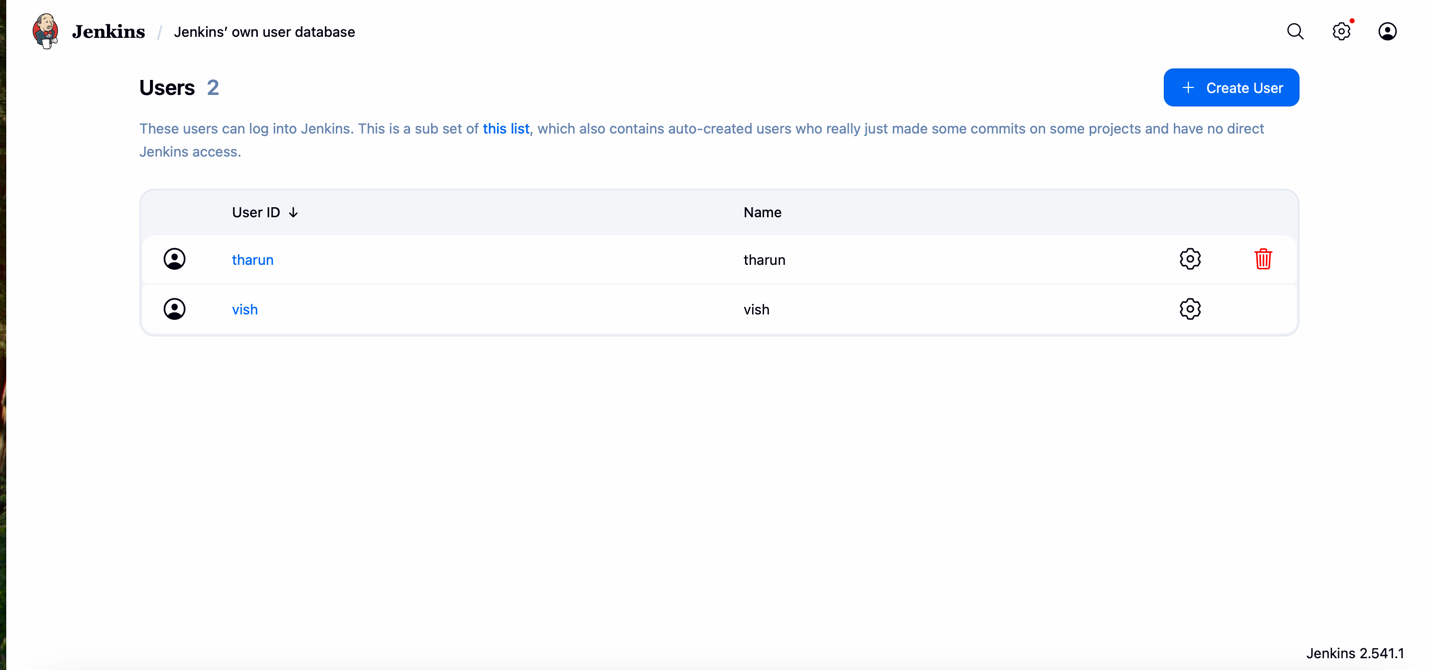 Jenkins / Jenkins’ own user database
Users 2
+ Create User
These users can log into Jenkins. This is a sub set of this list, which also contains auto-created users who really just made some commits on some projects and have no direct
Jenkins access.
User ID ↓ Name
tharun tharun
vish vish
Jenkins 2.541.1